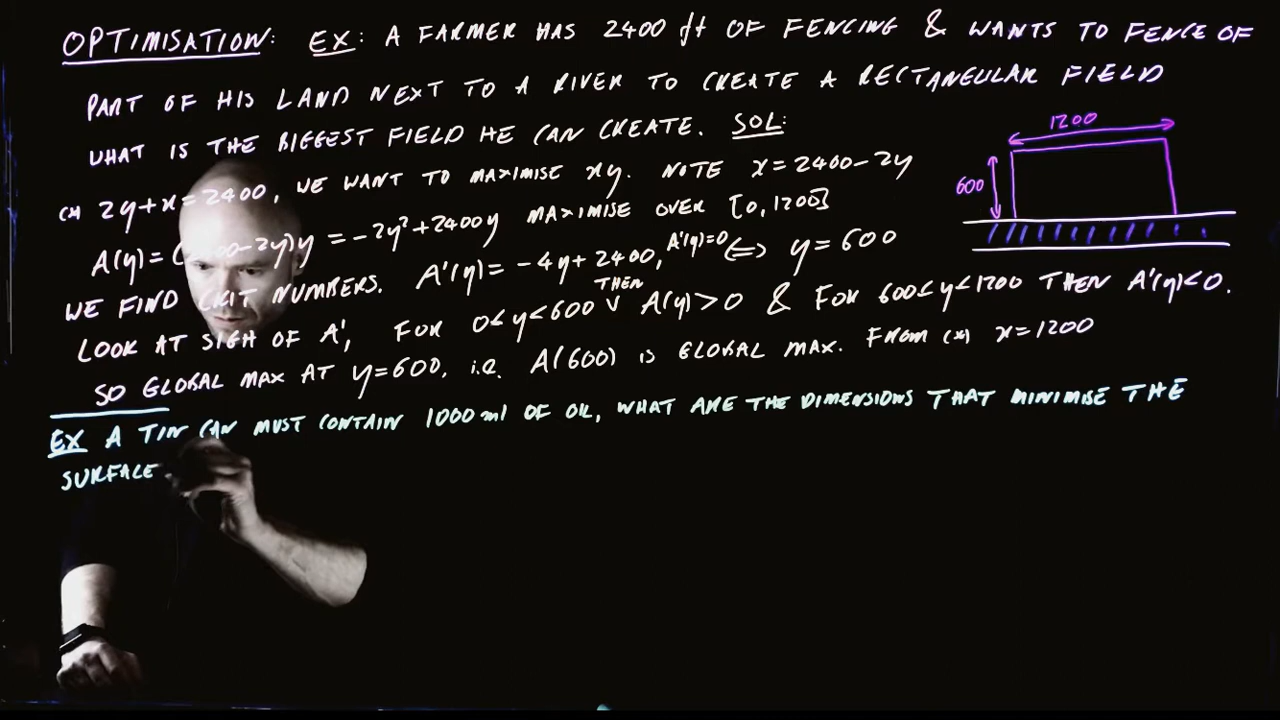 OPTIMISATION: EX: A FARMER HAS 2400 ft OF FENCING & WANTS TO FENCE OF
PART OF HIS LAND NEXT TO A RIVER TO CREATE A RECTANGULAR FIELD
WHAT IS THE BIGGEST FIELD HE CAN CREATE. SOL:
1200
600
(*) 2y+x=2400, WE WANT TO MAXIMISE xy. NOTE x=2400-2y
A(y)=(2400-2y)y = -2y²+2400y MAXIMISE OVER [0,1200]
WE FIND CRIT NUMBERS. A'(y)= -4y+2400, A'(y)=0 ⟺ y=600
LOOK AT SIGN OF A', FOR 0<y<600 THEN A(y)>0 & FOR 600<y<1200 THEN A'(y)<0.
SO GLOBAL MAX AT y=600, i.e. A(600) IS GLOBAL MAX. FROM (*) x=1200
EX A TIN CAN MUST CONTAIN 1000 ml OF OIL, WHAT ARE THE DIMENSIONS THAT MINIMISE THE
SURFACE